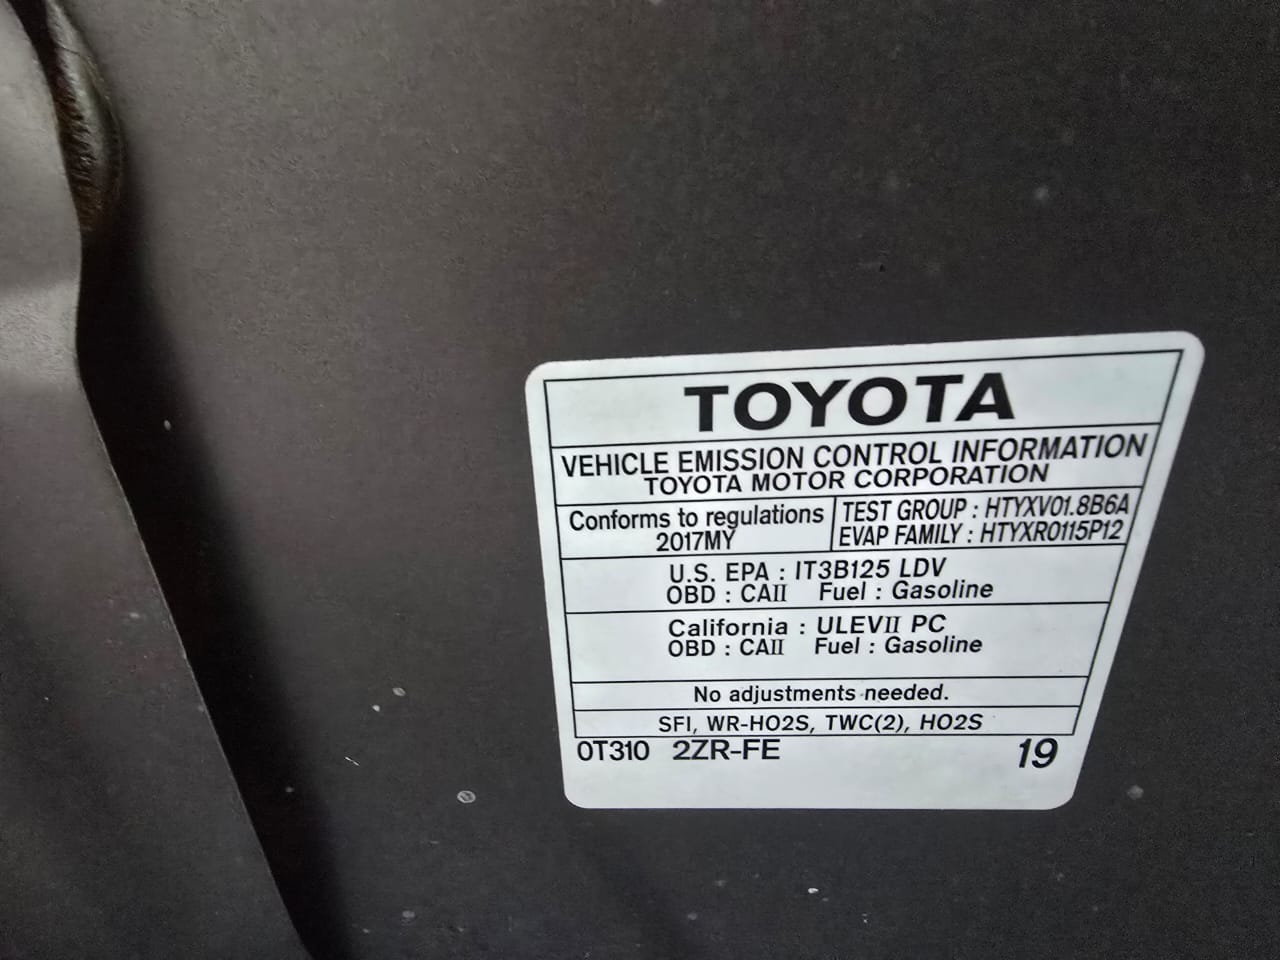 TOYOTA
VEHICLE EMISSION CONTROL INFORMATION
TOYOTA MOTOR CORPORATION
Conforms to regulations
2017MY
TEST GROUP : HTYXV01.8B6A
EVAP FAMILY : HTYXR0115P12
U.S. EPA : IT3B125 LDV
OBD : CAII Fuel : Gasoline
California : ULEVII PC
OBD : CAII Fuel : Gasoline
No adjustments needed.
SFI, WR-HO2S, TWC(2), HO2S
0T310 2ZR-FE 19